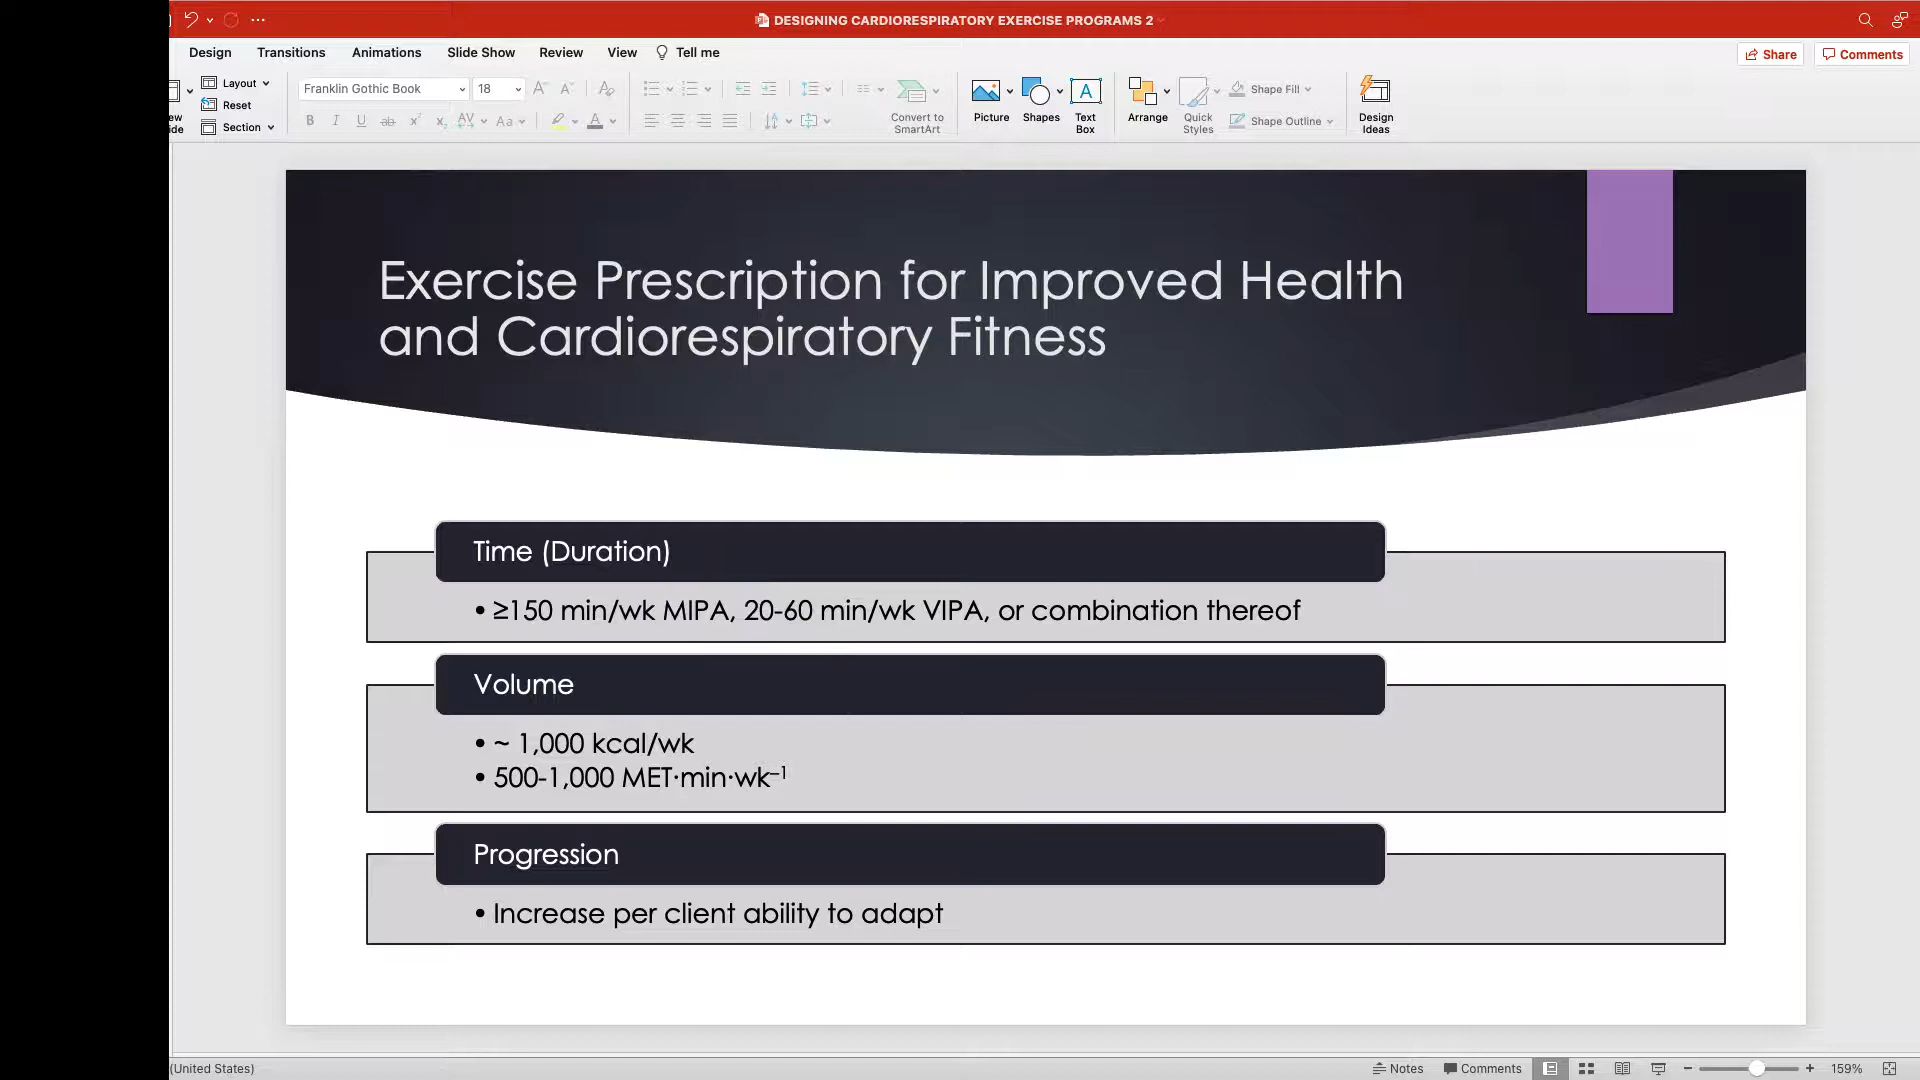 DESIGNING CARDIORESPIRATORY EXERCISE PROGRAMS 2
Design Transitions Animations Slide Show Review View Tell me
Share Comments
Layout
Reset
Section
Franklin Gothic Book 18
Convert to
SmartArt
Picture Shapes Text
Box
Arrange Quick
Styles
Shape Fill
Shape Outline
Design
Ideas
Exercise Prescription for Improved Health
and Cardiorespiratory Fitness
Time (Duration)
• ≥150 min/wk MIPA, 20-60 min/wk VIPA, or combination thereof
Volume
• ~ 1,000 kcal/wk
• 500-1,000 MET·min·wk⁻¹
Progression
• Increase per client ability to adapt
(United States) Notes Comments 159%